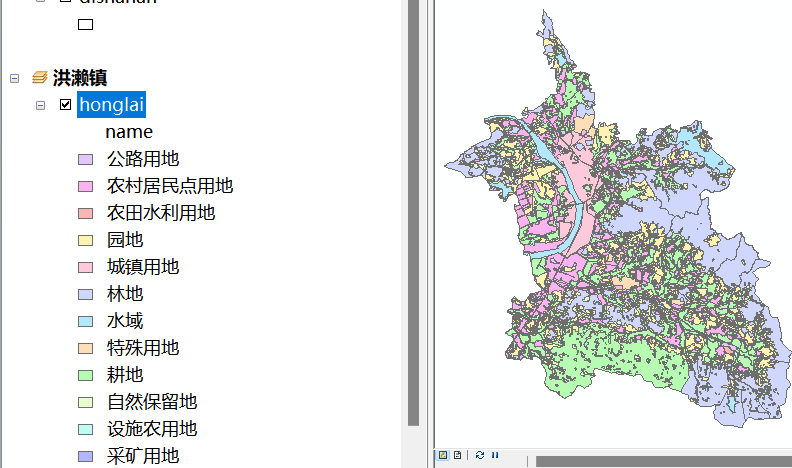 洪濑镇
honglai
name
公路用地
农村居民点用地
农田水利用地
园地
城镇用地
林地
水域
特殊用地
耕地
自然保留地
设施农用地
采矿用地